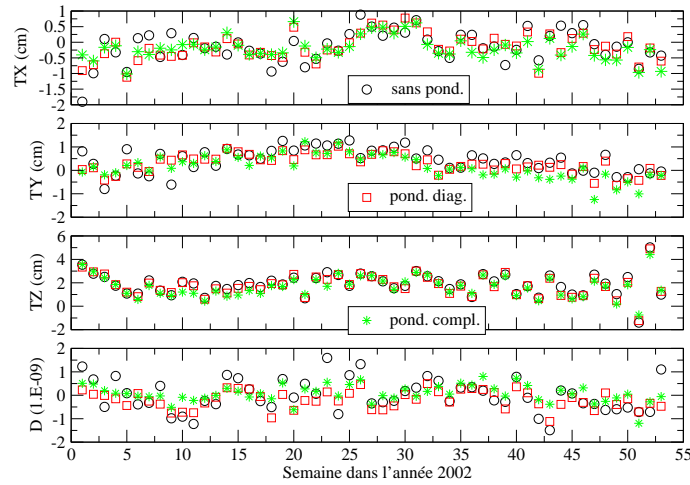 TX (cm)
1
0.5
0
-0.5
-1
-1.5
-2
sans pond.
TY (cm)
2
1
0
-1
2
pond. diag.
TZ (cm)
6
4
2
0
-2
pond. compl.
D (1.E-09)
2
1
0
-1
-2
0 5 10 15 20 25 30 35 40 45 50 55
Semaine dans l'année 2002